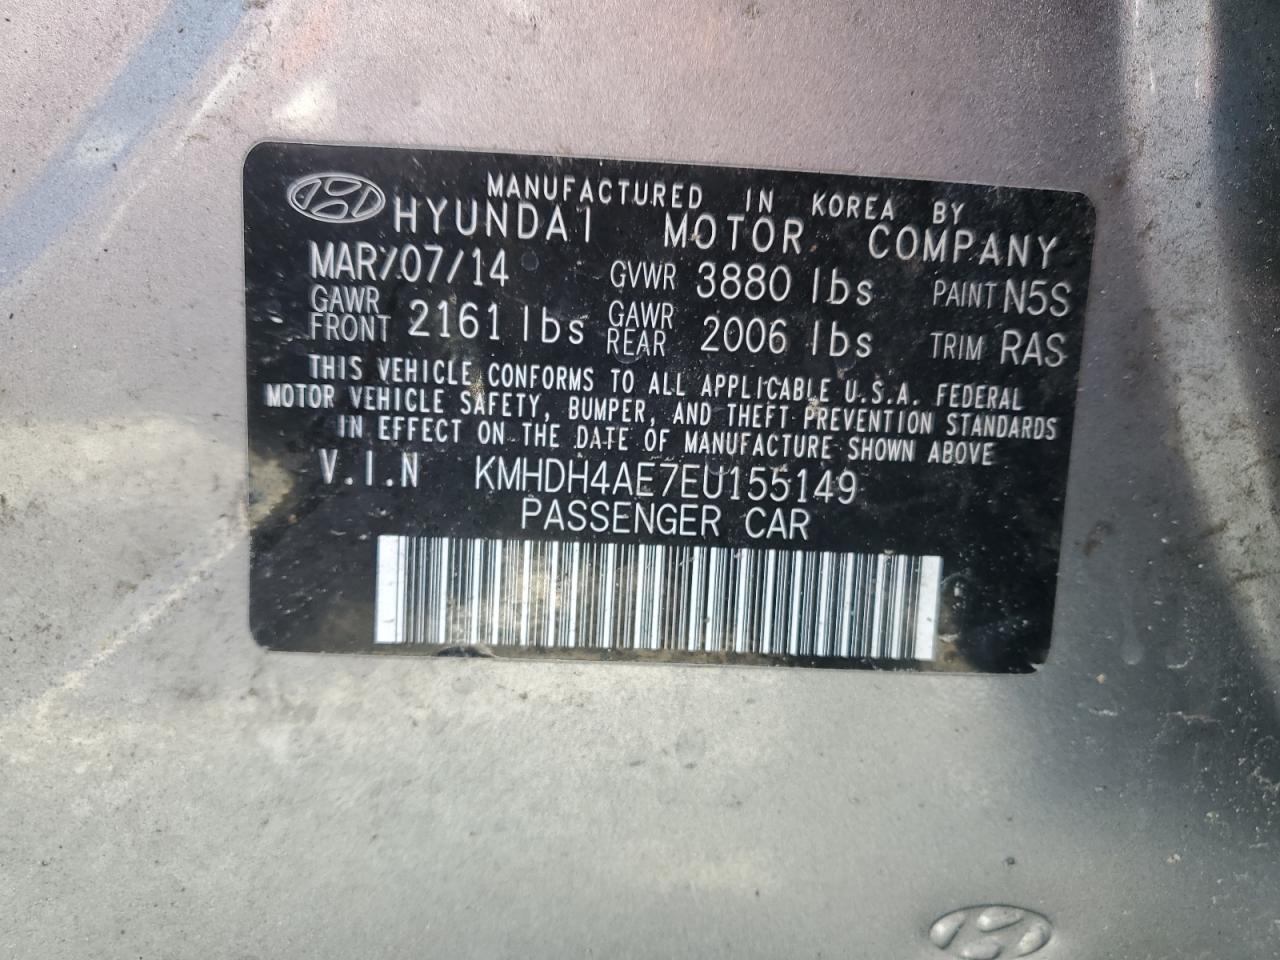 MANUFACTURED IN KOREA BY
HYUNDAI MOTOR COMPANY
MAR/07/14 GVWR 3880 lbs PAINT N5S
GAWR FRONT 2161 lbs GAWR REAR 2006 lbs TRIM RAS
THIS VEHICLE CONFORMS TO ALL APPLICABLE U.S.A. FEDERAL
MOTOR VEHICLE SAFETY, BUMPER, AND THEFT PREVENTION STANDARDS
IN EFFECT ON THE DATE OF MANUFACTURE SHOWN ABOVE
V.I.N KMHDH4AE7EU155149
PASSENGER CAR